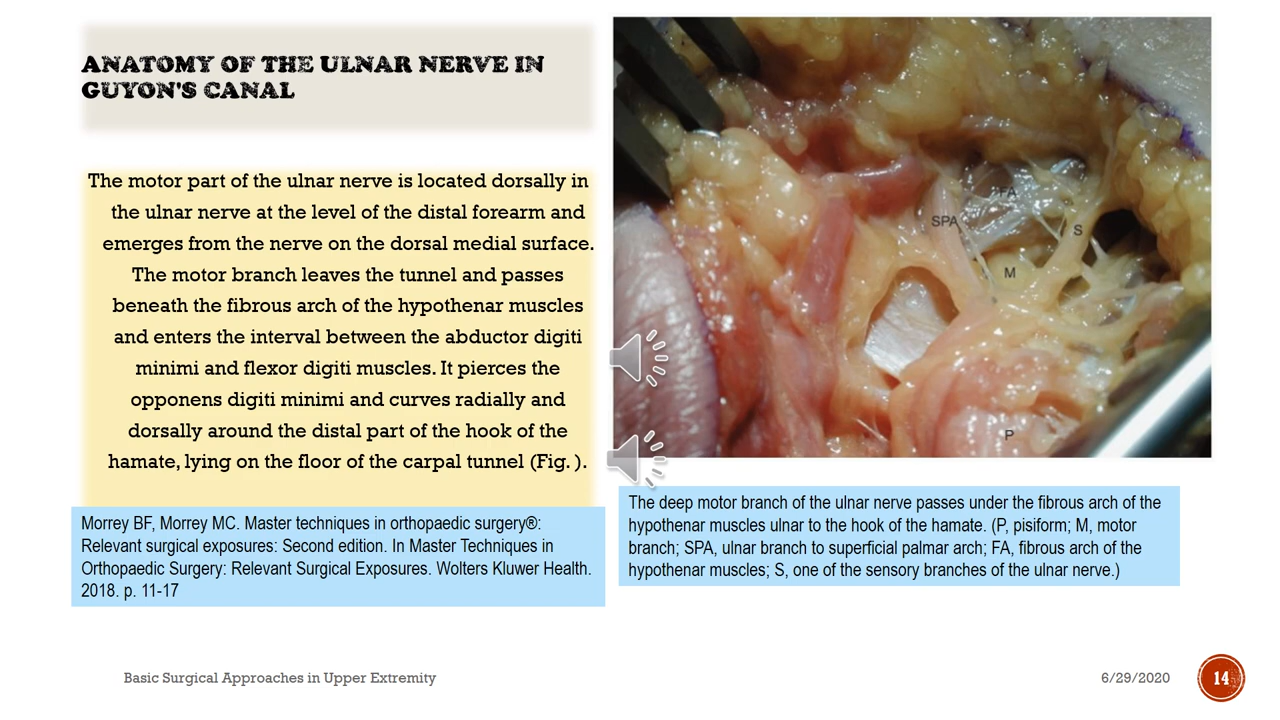 ANATOMY OF THE ULNAR NERVE IN
GUYON'S CANAL
The motor part of the ulnar nerve is located dorsally in
the ulnar nerve at the level of the distal forearm and
emerges from the nerve on the dorsal medial surface.
The motor branch leaves the tunnel and passes
beneath the fibrous arch of the hypothenar muscles
and enters the interval between the abductor digiti
minimi and flexor digiti muscles. It pierces the
opponens digiti minimi and curves radially and
dorsally around the distal part of the hook of the
hamate, lying on the floor of the carpal tunnel (Fig. ).
Morrey BF, Morrey MC. Master techniques in orthopaedic surgery®:
Relevant surgical exposures: Second edition. In Master Techniques in
Orthopaedic Surgery: Relevant Surgical Exposures. Wolters Kluwer Health.
2018. p. 11-17
FA
SPA
S
M
P
The deep motor branch of the ulnar nerve passes under the fibrous arch of the
hypothenar muscles ulnar to the hook of the hamate. (P, pisiform; M, motor
branch; SPA, ulnar branch to superficial palmar arch; FA, fibrous arch of the
hypothenar muscles; S, one of the sensory branches of the ulnar nerve.)
Basic Surgical Approaches in Upper Extremity
6/29/2020
14